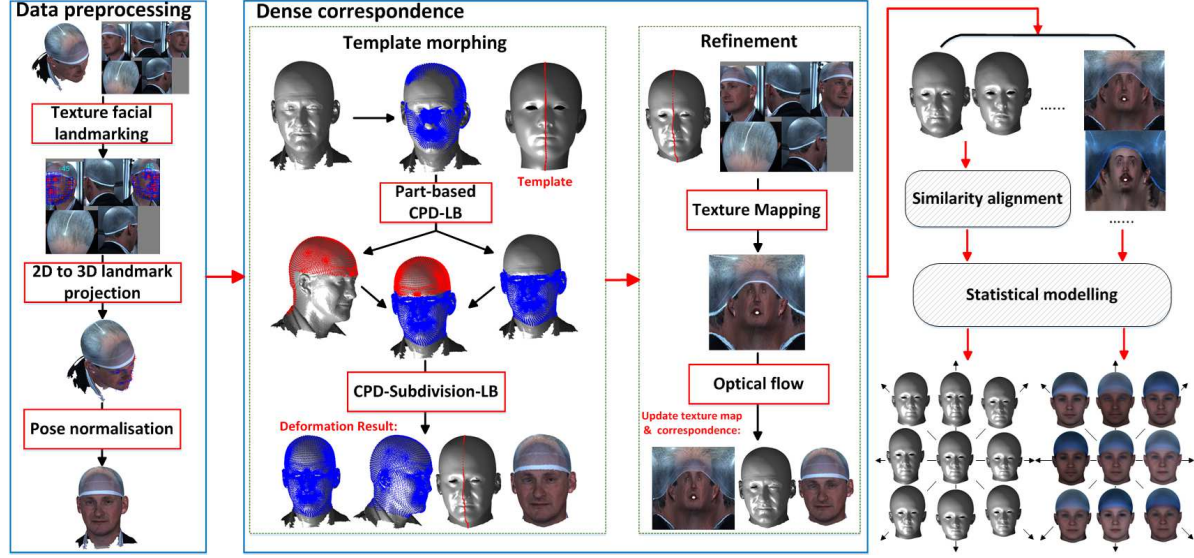 Data preprocessing
Texture facial
landmarking
2D to 3D landmark
projection
Pose normalisation
Dense correspondence
Template morphing
Template
Part-based
CPD-LB
CPD-Subdivision-LB
Deformation Result:
Refinement
Texture Mapping
Optical flow
Update texture map
& correspondence:
......
Similarity alignment
......
Statistical modelling